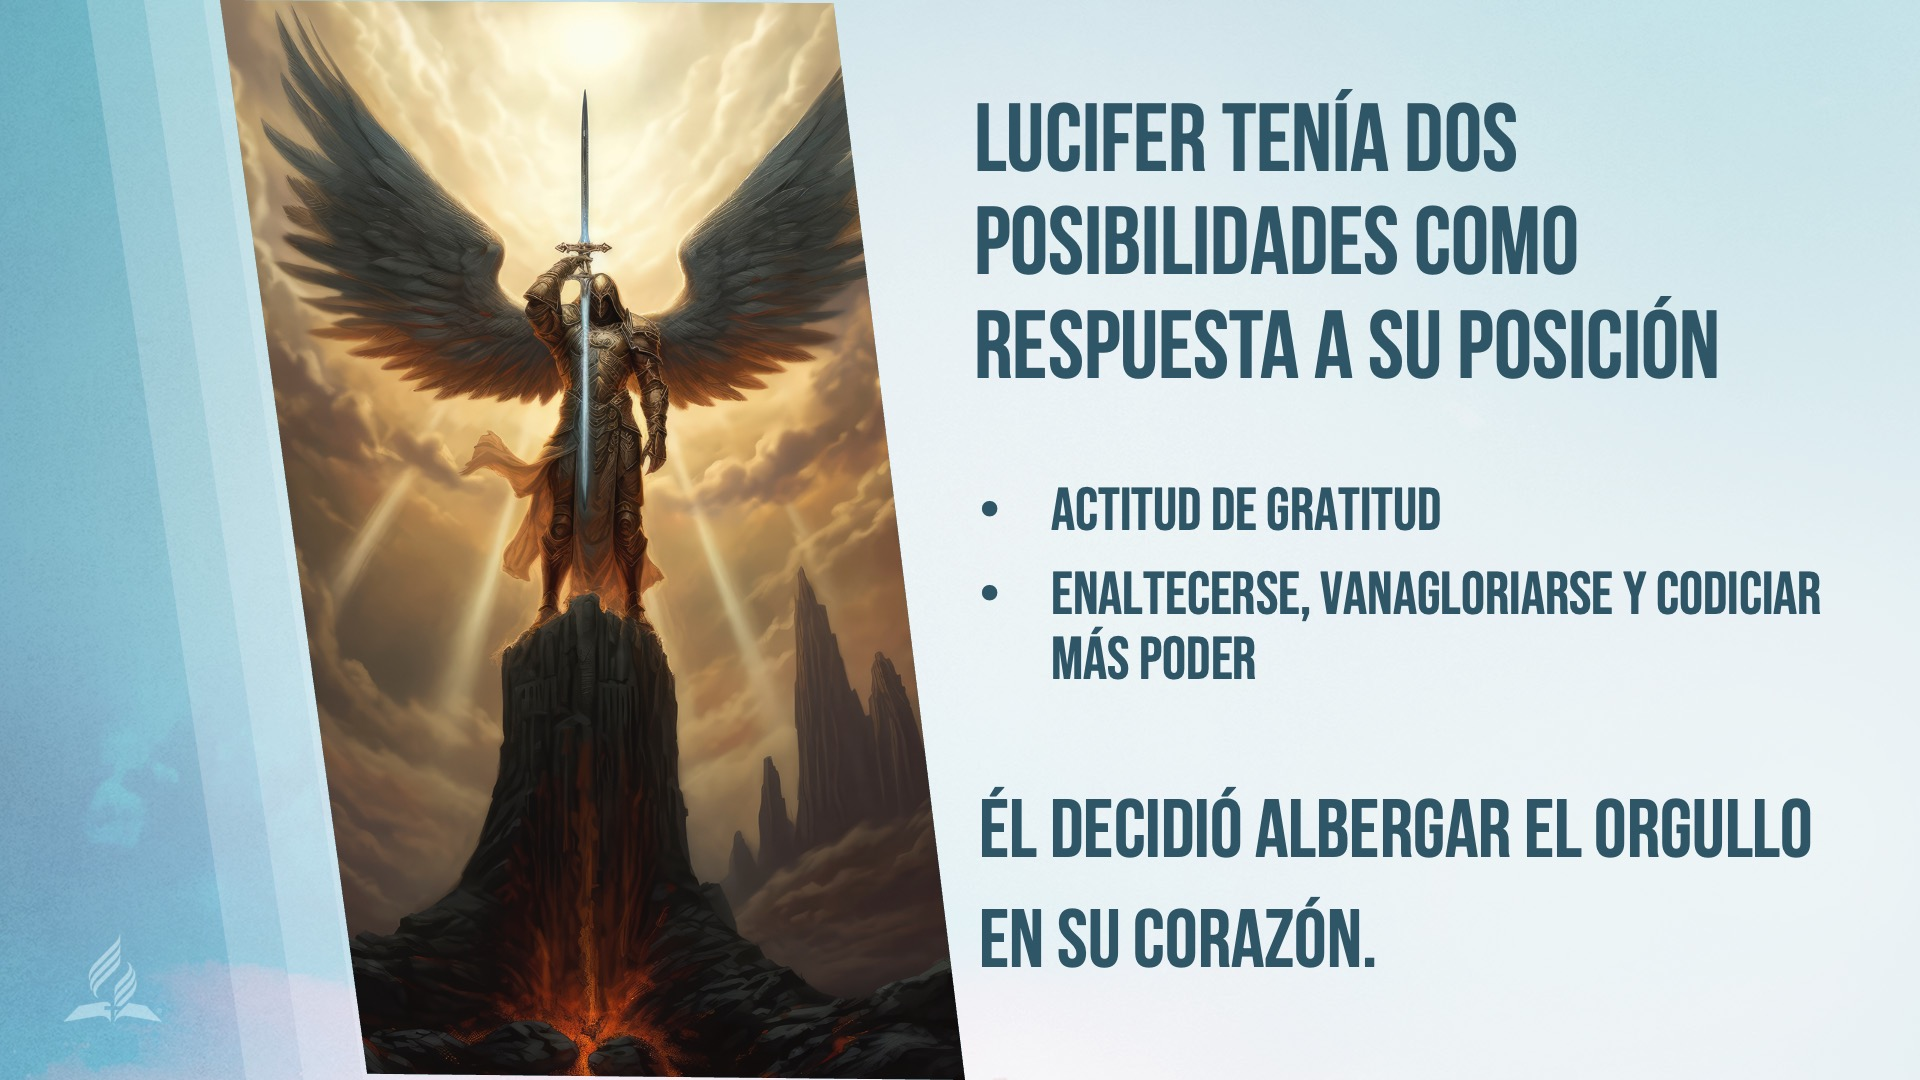 LUCIFER TENÍA DOS
POSIBILIDADES COMO
RESPUESTA A SU POSICIÓN
• ACTITUD DE GRATITUD
• ENALTECERSE, VANAGLORIARSE Y CODICIAR
MÁS PODER
ÉL DECIDIÓ ALBERGAR EL ORGULLO
EN SU CORAZÓN.